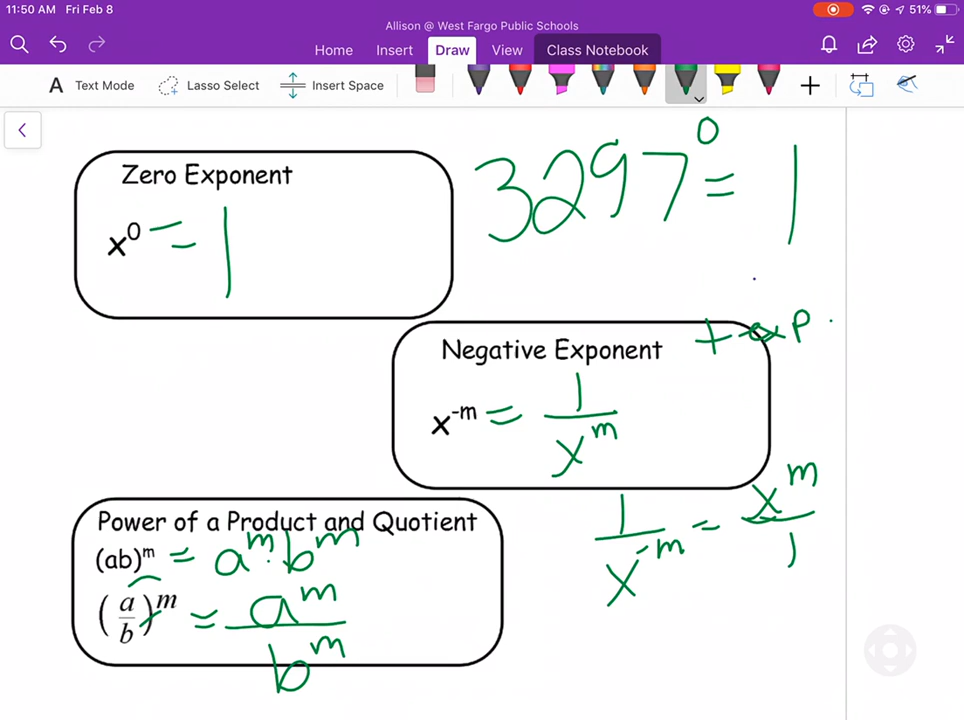 11:50 AM Fri Feb 8
51%
Allison @ West Fargo Public Schools
Home Insert Draw View Class Notebook
A Text Mode Lasso Select Insert Space
Zero Exponent
x⁰ = 1
3297⁰ = 1
+ exp.
Negative Exponent
x⁻ᵐ = 1/xᵐ
1/x⁻ᵐ = xᵐ/1
Power of a Product and Quotient
(ab)ᵐ = aᵐ·bᵐ
(a/b)ᵐ = aᵐ/bᵐ